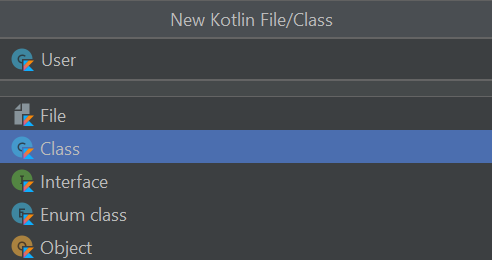 New Kotlin File/Class
User
File
Class
Interface
Enum class
Object